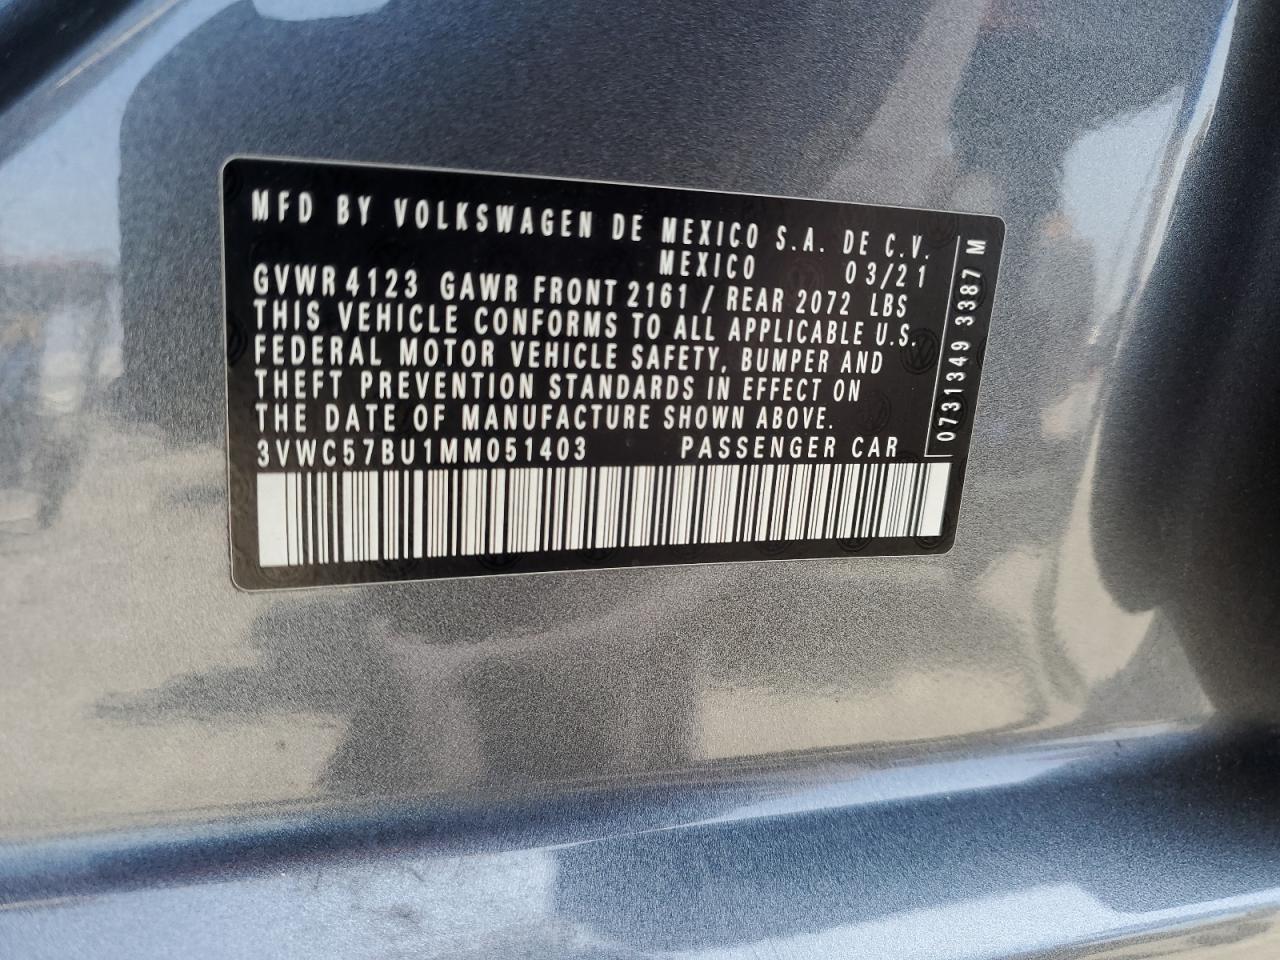 MFD BY VOLKSWAGEN DE MEXICO S.A. DE C.V.
MEXICO 03/21
GVWR 4123 GAWR FRONT 2161 / REAR 2072 LBS
THIS VEHICLE CONFORMS TO ALL APPLICABLE U.S.
FEDERAL MOTOR VEHICLE SAFETY, BUMPER AND
THEFT PREVENTION STANDARDS IN EFFECT ON
THE DATE OF MANUFACTURE SHOWN ABOVE.
3VWC57BU1MM051403 PASSENGER CAR
0731349 3387 M